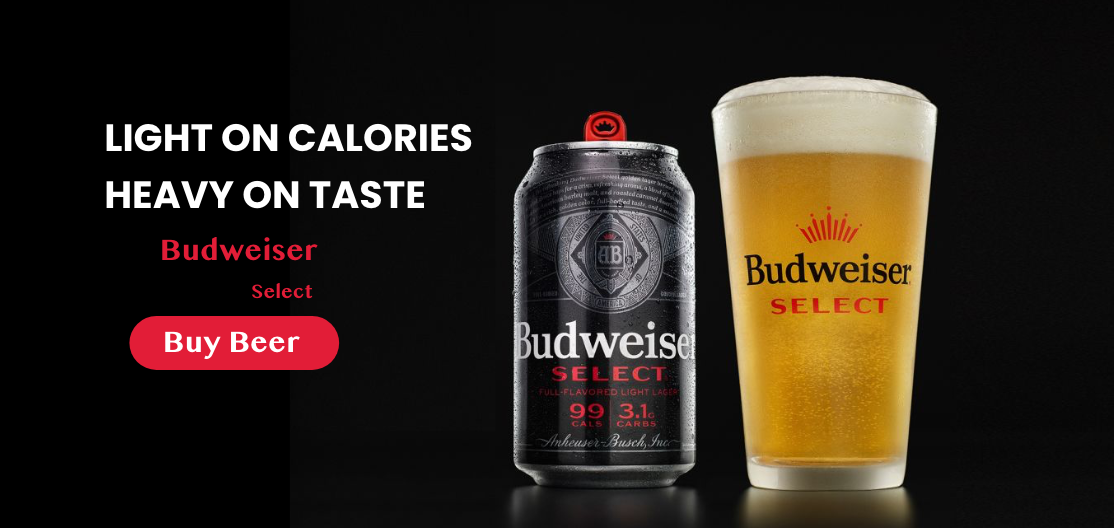 LIGHT ON CALORIES
HEAVY ON TASTE
Budweiser
Select
Buy Beer
AB
Budweiser
SELECT
FULL-FLAVORED LIGHT LAGER
99 3.1G
CALS CARBS
Anheuser-Busch, Inc.
Budweiser
SELECT